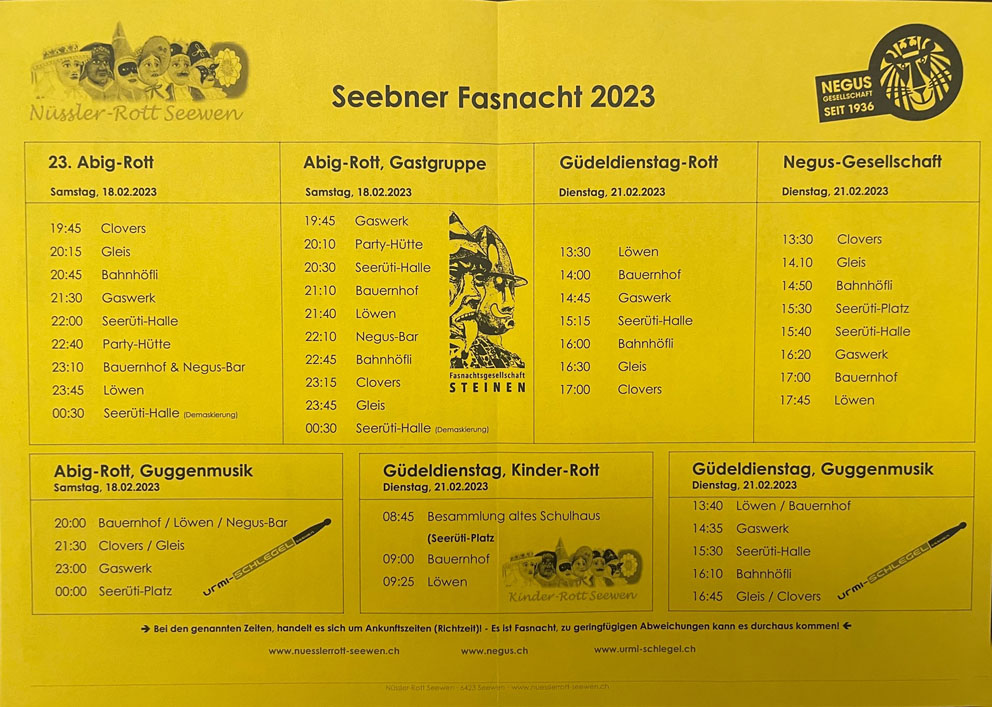 Nüssler-Rott Seewen
Seebner Fasnacht 2023
NEGUS
GESELLSCHAFT
SEIT 1936
23. Abig-Rott
Samstag, 18.02.2023
19:45 Clovers
20:15 Gleis
20:45 Bahnhöfli
21:30 Gaswerk
22:00 Seerüti-Halle
22:40 Party-Hütte
23:10 Bauernhof & Negus-Bar
23:45 Löwen
00:30 Seerüti-Halle (Demaskierung)
Abig-Rott, Gastgruppe
Samstag, 18.02.2023
19:45 Gaswerk
20:10 Party-Hütte
20:30 Seerüti-Halle
21:10 Bauernhof
21:40 Löwen
22:10 Negus-Bar
22:45 Bahnhöfli
23:15 Clovers
23:45 Gleis
00:30 Seerüti-Halle (Demaskierung)
Fasnachtsgesellschaft
STEINEN
Güdeldienstag-Rott
Dienstag, 21.02.2023
13:30 Löwen
14:00 Bauernhof
14:45 Gaswerk
15:15 Seerüti-Halle
16:00 Bahnhöfli
16:30 Gleis
17:00 Clovers
Negus-Gesellschaft
Dienstag, 21.02.2023
13:30 Clovers
14.10 Gleis
14:50 Bahnhöfli
15:30 Seerüti-Platz
15:40 Seerüti-Halle
16:20 Gaswerk
17:00 Bauernhof
17:45 Löwen
Abig-Rott, Guggenmusik
Samstag, 18.02.2023
20:00 Bauernhof / Löwen / Negus-Bar
21:30 Clovers / Gleis
23:00 Gaswerk
00:00 Seerüti-Platz
urmi-SCHLEGEL
Güdeldienstag, Kinder-Rott
Dienstag, 21.02.2023
08:45 Besammlung altes Schulhaus
(Seerüti-Platz
09:00 Bauernhof
09:25 Löwen
Kinder-Rott Seewen
Güdeldienstag, Guggenmusik
Dienstag, 21.02.2023
13:40 Löwen / Bauernhof
14:35 Gaswerk
15:30 Seerüti-Halle
16:10 Bahnhöfli
16:45 Gleis / Clovers
urmi-SCHLEGEL
→ Bei den genannten Zeiten, handelt es sich um Ankunftszeiten (Richtzeit)! - Es ist Fasnacht, zu geringfügigen Abweichungen kann es durchaus kommen! ←
www.nuesslerrott-seewen.ch www.negus.ch www.urmi-schlegel.ch
Nüssler-Rott Seewen - 6423 Seewen - www.nuesslerrott-seewen.ch